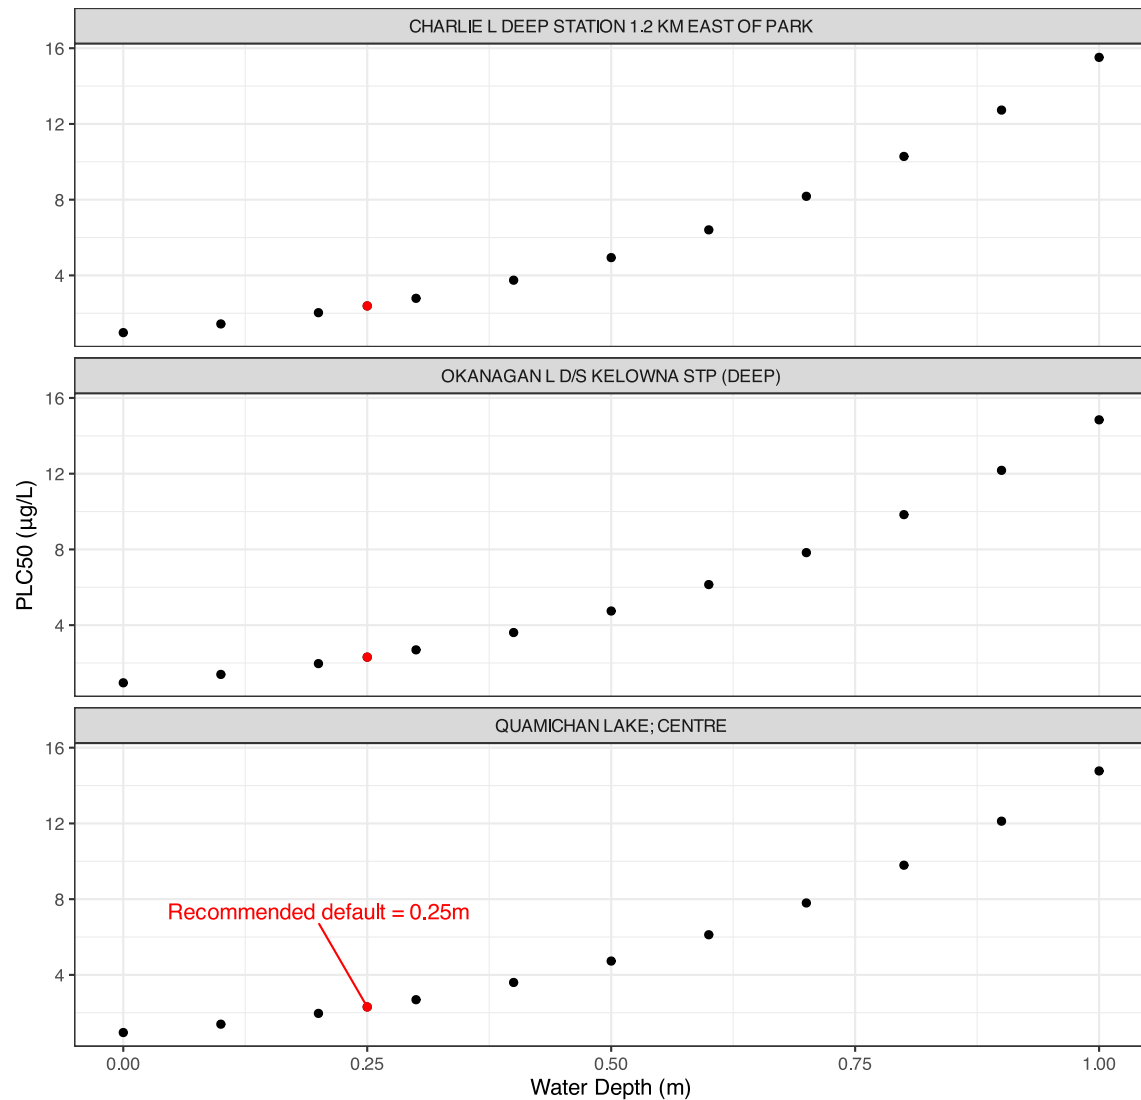 CHARLIE L DEEP STATION 1.2 KM EAST OF PARK
16
12
8
4
OKANAGAN L D/S KELOWNA STP (DEEP)
16
12
8
4
PLC50 (µg/L)
QUAMICHAN LAKE; CENTRE
16
12
8
Recommended default = 0.25m
4
0.00 0.25 0.50 0.75 1.00
Water Depth (m)